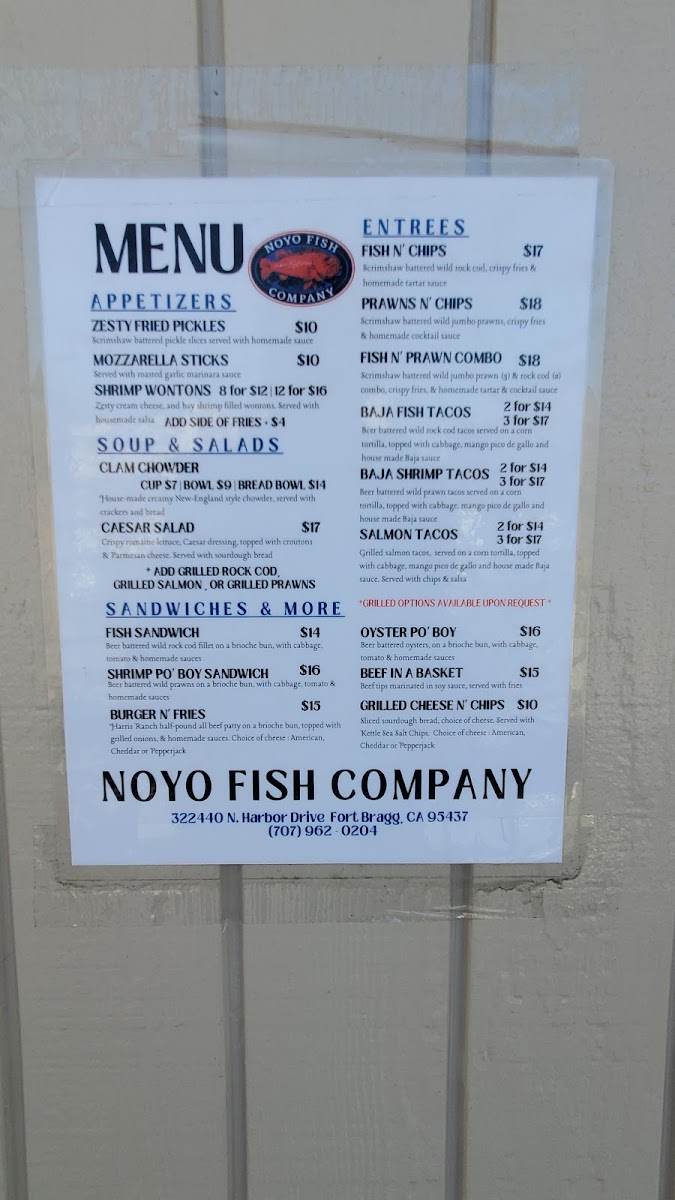 MENU
NOYO FISH
COMPANY
APPETIZERS
ZESTY FRIED PICKLES $10
Scrimshaw battered pickle slices served with homemade sauce
MOZZARELLA STICKS $10
Served with roasted garlic marinara sauce
SHRIMP WONTONS 8 for $12 | 12 for $16
Zesty cream cheese, and bay shrimp filled wontons. Served with
housemade salsa ADD SIDE OF FRIES + $4
SOUP & SALADS
CLAM CHOWDER
CUP $7 | BOWL $9 | BREAD BOWL $14
House-made creamy New-England style chowder, served with
crackers and bread
CAESAR SALAD $17
Crispy romaine lettuce, Caesar dressing, topped with croutons
& Parmesan cheese. Served with sourdough bread
* ADD GRILLED ROCK COD,
GRILLED SALMON , OR GRILLED PRAWNS
SANDWICHES & MORE
FISH SANDWICH $14
Beer battered wild rock cod fillet on a brioche bun, with cabbage,
tomato & homemade sauces
SHRIMP PO' BOY SANDWICH $16
Beer battered wild prawns on a brioche bun, with cabbage, tomato &
homemade sauces
BURGER N' FRIES $15
Harris Ranch half-pound all beef patty on a brioche bun, topped with
grilled onions, & homemade sauces. Choice of cheese : American,
Cheddar or Pepperjack
ENTREES
FISH N' CHIPS $17
Scrimshaw battered wild rock cod, crispy fries &
homemade tartar sauce
PRAWNS N' CHIPS $18
Scrimshaw battered wild jumbo prawns, crispy fries
& homemade cocktail sauce
FISH N' PRAWN COMBO $18
Scrimshaw battered wild jumbo prawn (3) & rock cod (2)
combo, crispy fries, & homemade tartar & cocktail sauce
BAJA FISH TACOS 2 for $14
3 for $17
Beer battered wild rock cod tacos served on a corn
tortilla, topped with cabbage, mango pico de gallo and
house made Baja sauce
BAJA SHRIMP TACOS 2 for $14
3 for $17
Beer battered wild prawn tacos served on a corn
tortilla, topped with cabbage, mango pico de gallo and
house made Baja sauce
SALMON TACOS 2 for $14
3 for $17
Grilled salmon tacos, served on a corn tortilla, topped
with cabbage, mango pico de gallo and house made Baja
sauce. Served with chips & salsa
*GRILLED OPTIONS AVAILABLE UPON REQUEST *
OYSTER PO' BOY $16
Beer battered oysters, on a brioche bun, with cabbage,
tomato & homemade sauces
BEEF IN A BASKET $15
Beef tips marinated in soy sauce, served with fries
GRILLED CHEESE N' CHIPS $10
Sliced sourdough bread, choice of cheese. Served with
Kettle Sea Salt Chips. Choice of cheese : American,
Cheddar or Pepperjack
NOYO FISH COMPANY
322440 N. Harbor Drive Fort Bragg, CA 95437
(707) 962 - 0204